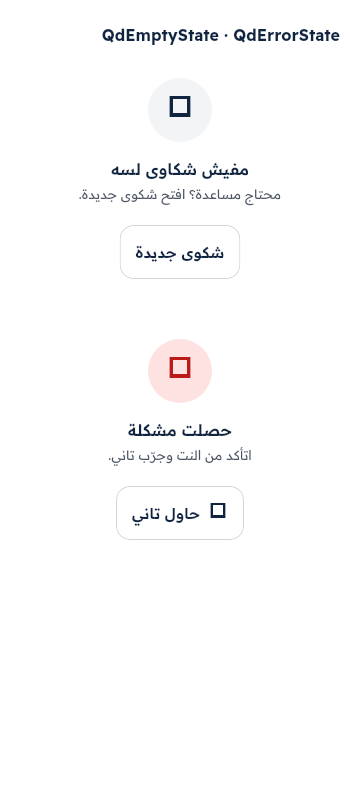 QdEmptyState · QdErrorState
مفيش شكاوى لسه
محتاج مساعدة؟ افتح شكوى جديدة.
شكوى جديدة
حصلت مشكلة
اتأكد من النت وجرّب تاني.
حاول تاني